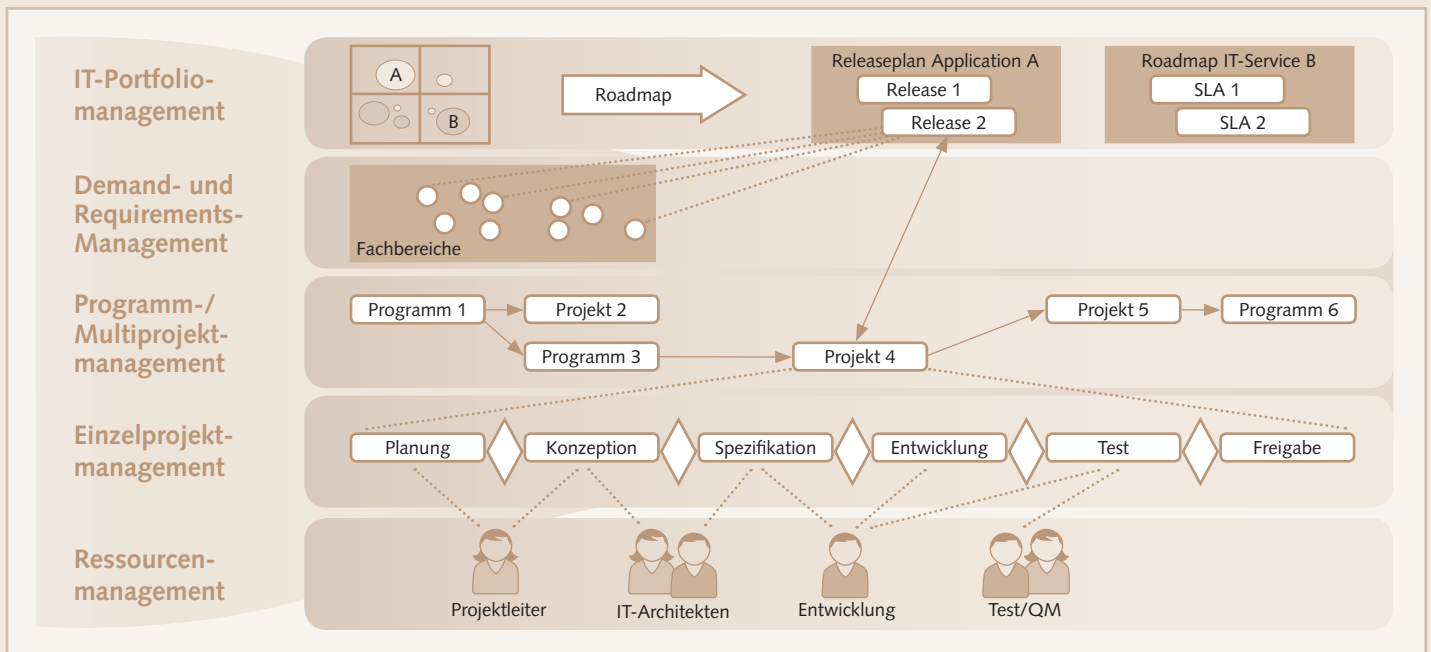 IT-Portfolio-
management
A
B
Roadmap
Releaseplan Application A
Release 1
Release 2
Roadmap IT-Service B
SLA 1
SLA 2
Demand- und
Requirements-
Management
Fachbereiche
Programm-/
Multiprojekt-
management
Programm 1
Projekt 2
Programm 3
Projekt 4
Projekt 5
Programm 6
Einzelprojekt-
management
Planung
Konzeption
Spezifikation
Entwicklung
Test
Freigabe
Ressourcen-
management
Projektleiter
IT-Architekten
Entwicklung
Test/QM